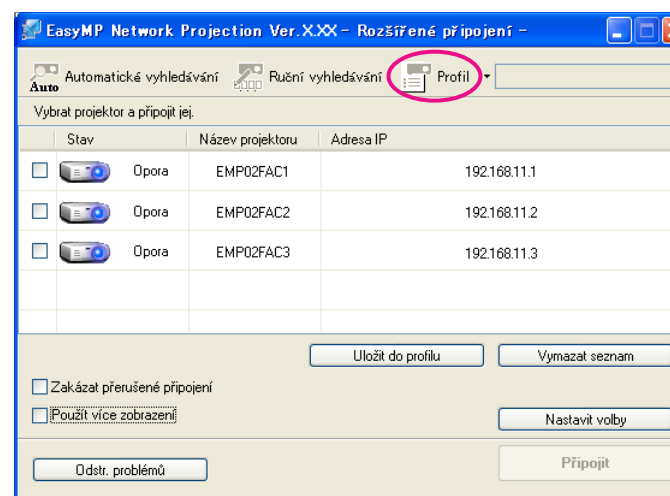 EasyMP Network Projection Ver.X.XX – Rozšířené připojení –
Auto Automatické vyhledávání Ruční vyhledávání Profil
Vybrat projektor a připojit jej.
Stav Název projektoru Adresa IP
Opora EMP02FAC1 192.168.11.1
Opora EMP02FAC2 192.168.11.2
Opora EMP02FAC3 192.168.11.3
Uložit do profilu Vymazat seznam
Zakázat přerušené připojení
Použít více zobrazení Nastavit volby
Odstr. problémů Připojit